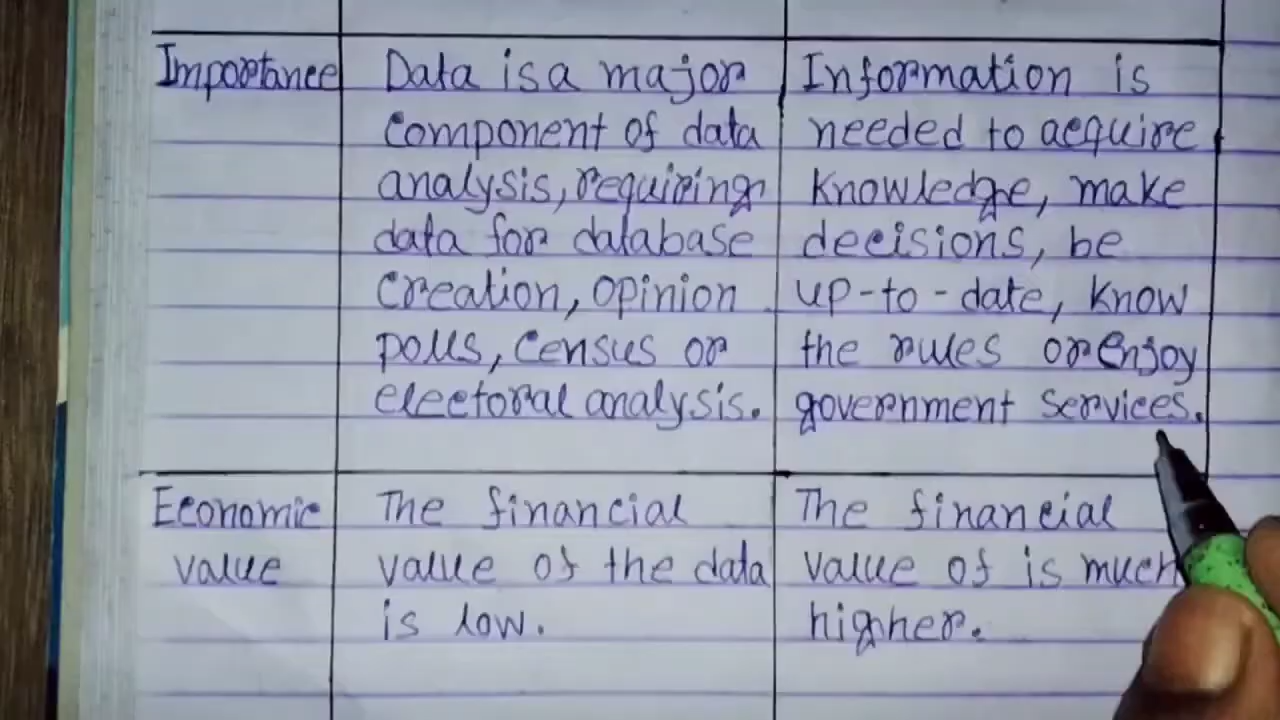 Importance
Data is a major
component of data
analysis, requiring
data for database
creation, opinion
polls, census or
electoral analysis.
Information is
needed to acquire
knowledge, make
decisions, be
up-to-date, know
the rules or enjoy
government services.
Economic
value
The financial
value of the data
is low.
The financial
value of is much
higher.